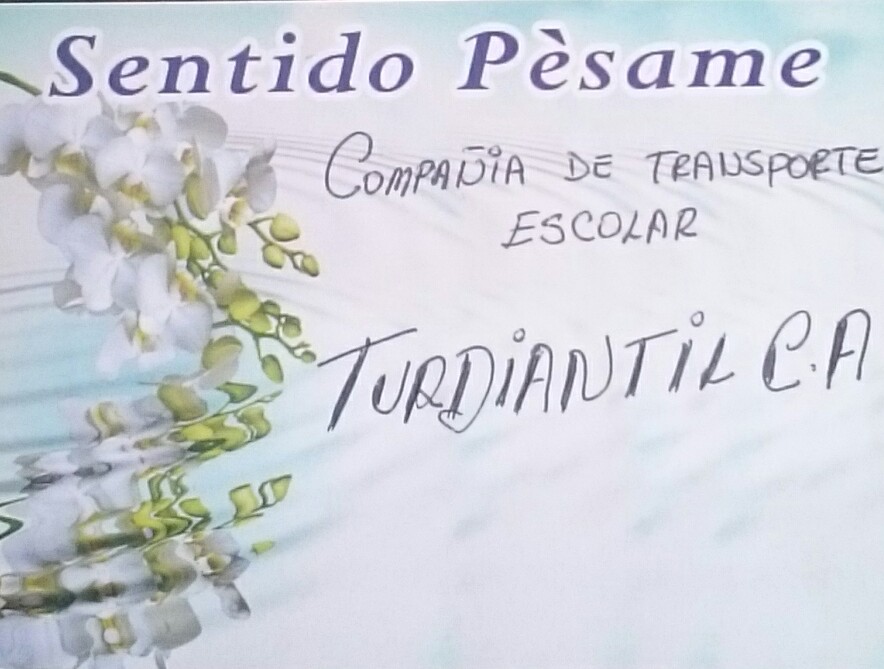 Sentido Pèsame
COMPAÑiA DE TRANSPORTE
ESCOLAR
TURDiANTiL C.A